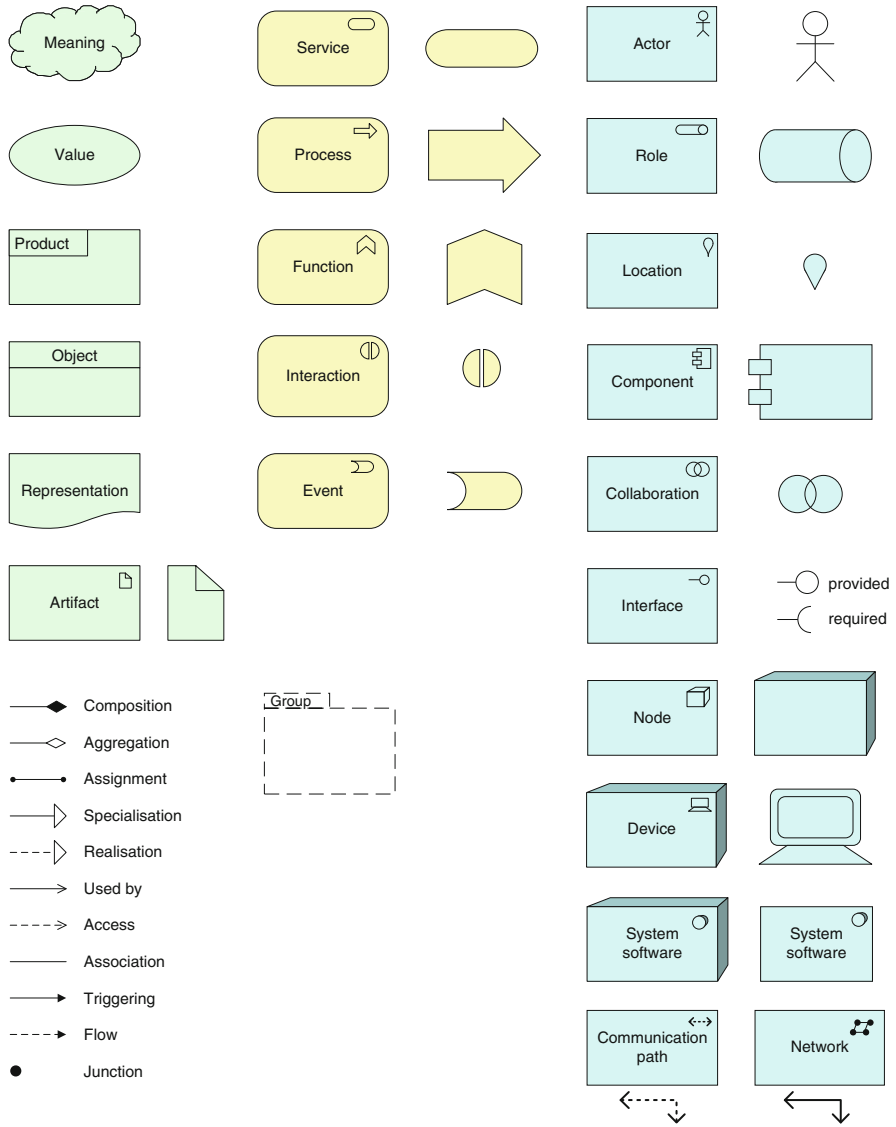 Meaning
Service
Actor
Value
Process
Role
Product
Function
Location
Object
Interaction
Component
Representation
Event
Collaboration
Artifact
Interface
provided
required
Composition
Aggregation
Assignment
Specialisation
Realisation
Used by
Access
Association
Triggering
Flow
Junction
Group
Node
Device
System
software
System
software
Communication
path
Network